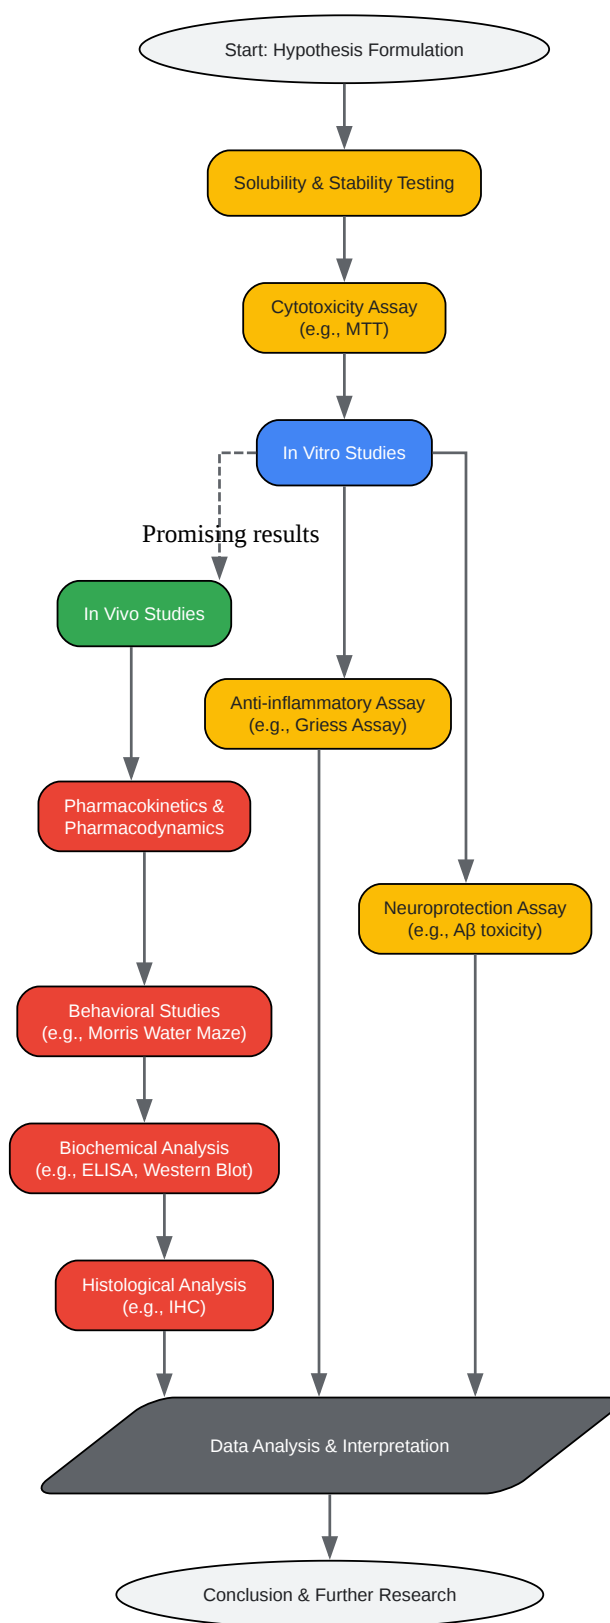 Start: Hypothesis Formulation
Solubility & Stability Testing
Cytotoxicity Assay
(e.g., MTT)
In Vitro Studies
Promising results
In Vivo Studies
Anti-inflammatory Assay
(e.g., Griess Assay)
Pharmacokinetics &
Pharmacodynamics
Neuroprotection Assay
(e.g., Aβ toxicity)
Behavioral Studies
(e.g., Morris Water Maze)
Biochemical Analysis
(e.g., ELISA, Western Blot)
Histological Analysis
(e.g., IHC)
Data Analysis & Interpretation
Conclusion & Further Research